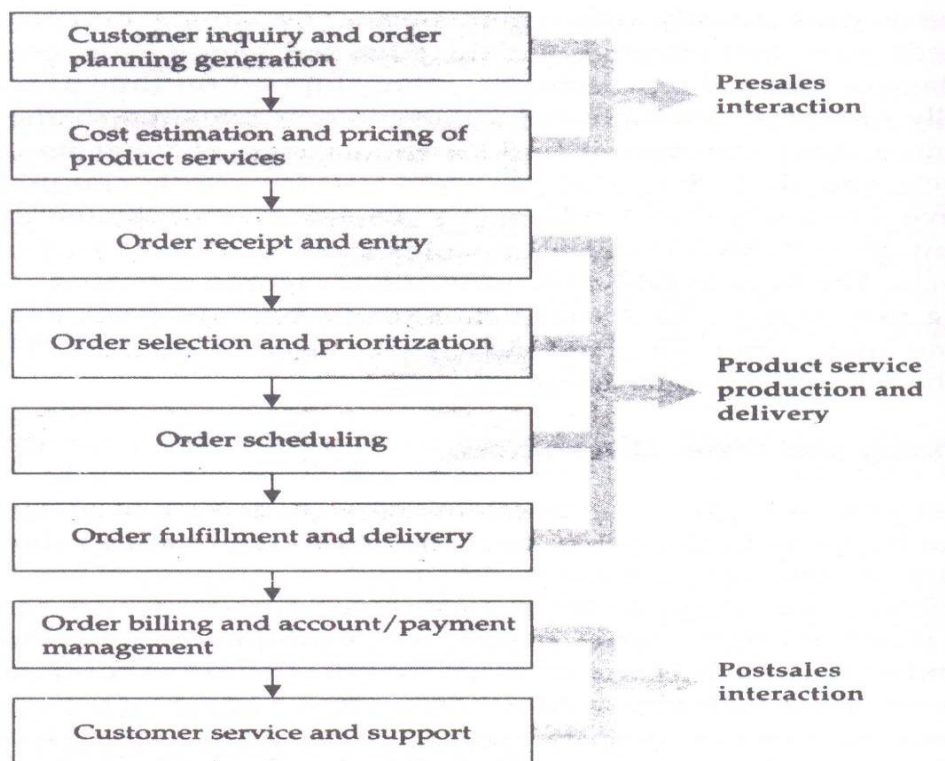 Customer inquiry and order
planning generation
Presales
interaction
Cost estimation and pricing of
product services
Order receipt and entry
Order selection and prioritization
Product service
production and
delivery
Order scheduling
Order fulfillment and delivery
Order billing and account/payment
management
Postsales
interaction
Customer service and support